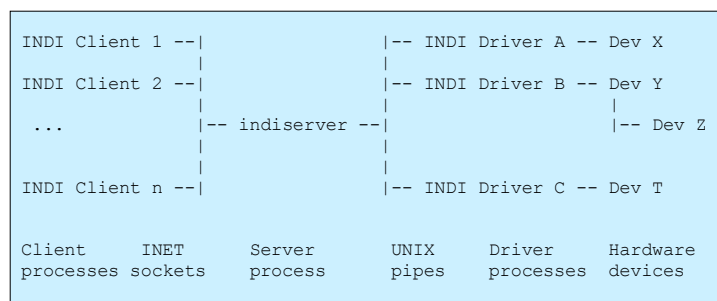 INDI Client 1 --|                  |-- INDI Driver A -- Dev X
                |                  |
INDI Client 2 --|                  |-- INDI Driver B -- Dev Y
                |                  |                    |
 ...            |-- indiserver --|                    |-- Dev Z
                |                  |
                |                  |
INDI Client n --|                  |-- INDI Driver C -- Dev T
Client     INET     Server     UNIX     Driver     Hardware
processes sockets     process     pipes     processes     devices